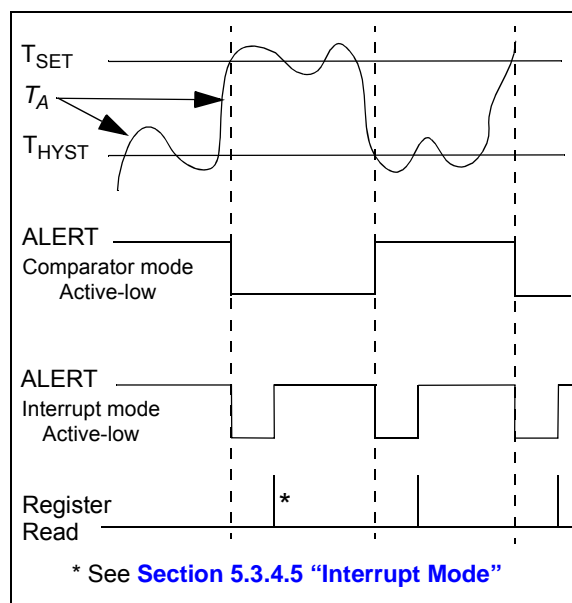 TSET
TA
THYST
ALERT
Comparator mode
Active-low
ALERT
Interrupt mode
Active-low
*
Register
Read
* See Section 5.3.4.5 “Interrupt Mode”